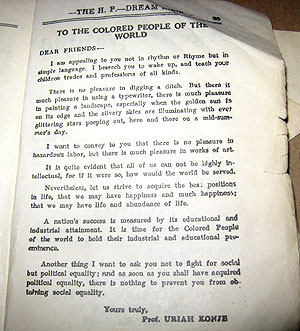 —THE H. P.—DREAM
TO THE COLORED PEOPLE OF THE
WORLD
DEAR FRIENDS—
I am appealing to you not in rhythm or Rhyme but in
simple language. I beserch you to wake up, and teach your
children trades and professions of all kinds.
There is no pleasure in digging a ditch. But there is
much pleasure in using a typewriter, there is much pleasure
in painting a landscape, especially when the golden sun is
on its edge and the slivery skies are illuminating with ever
glittering stars peeping out, here and there on a mid-sum-
mer's day.
I want to convey to you that there is no pleasure in
hazardous labor, but there is much pleasure in works of art.
It is quite evident that all of us can not be highly in-
tellectual, for if it were so, how would the world be served.
Nevertheless, let us strive to acquire the best positions
in life, that we may have happiness and much happiness;
that we may have life and abundance of life.
A nation's success is measured by its educational and
industrial attainment. It is time for the Colored People
of the world to hold their industrial and educational pre-
eminence.
Another thing I want to ask you not to fight for social
but political equality; and as soon as you shall have acquired
political equality, there is nothing to prevent you from ob-
taining social equality.
Yours truly,
Prof. URIAH KONJE